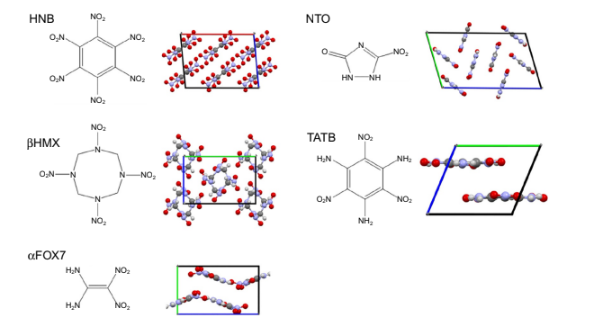 HNB
NO₂
O₂N
NO₂
O₂N
NO₂
NO₂
NTO
O
N
NO₂
HN
NH
βHMX
NO₂
N
O₂N
N
N
NO₂
N
NO₂
TATB
NO₂
H₂N
NH₂
O₂N
NO₂
NH₂
αFOX7
H₂N
NO₂
H₂N
NO₂